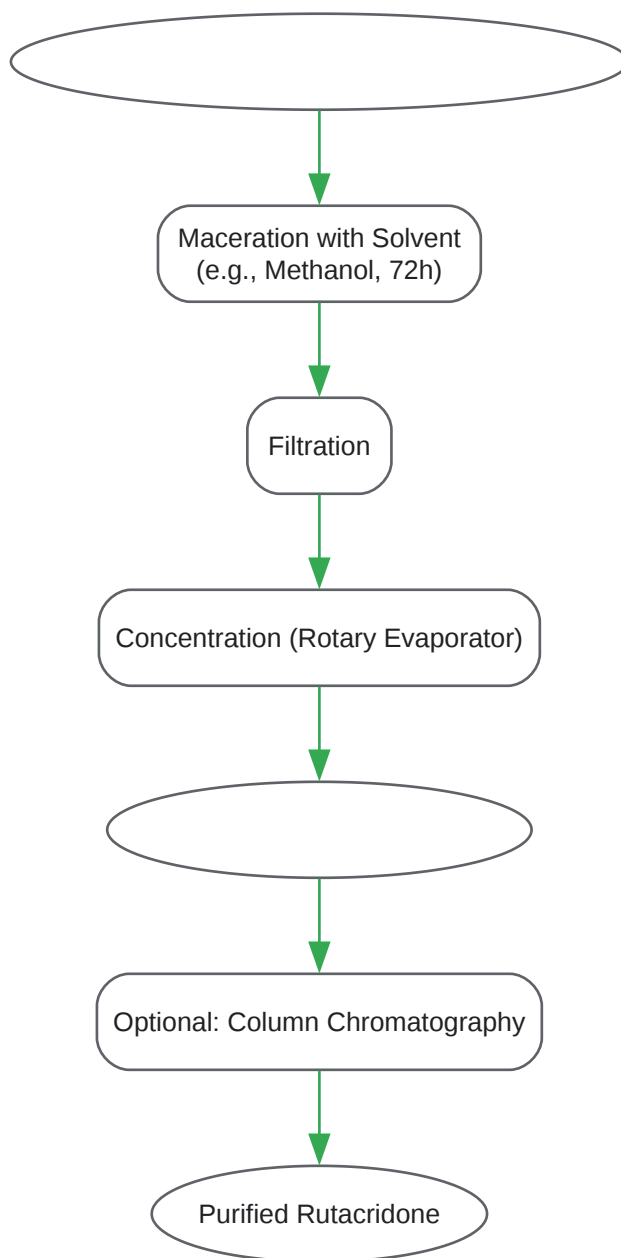 Maceration with Solvent
(e.g., Methanol, 72h)
Filtration
Concentration (Rotary Evaporator)
Optional: Column Chromatography
Purified Rutacridone